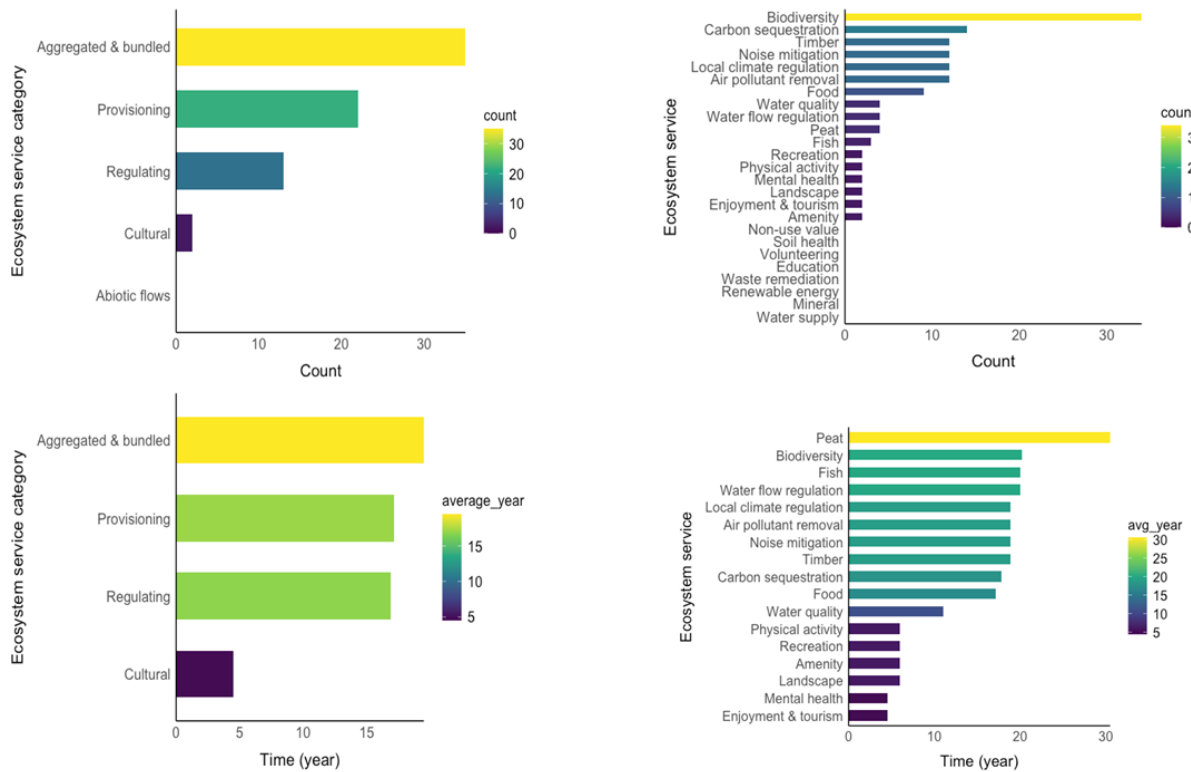 Ecosystem service category
Aggregated & bundled
Provisioning
Regulating
Cultural
Abiotic flows
0 10 20 30
Count
count
30
20
10
0
Ecosystem service
Biodiversity
Carbon sequestration
Timber
Noise mitigation
Local climate regulation
Air pollutant removal
Food
Water quality
Water flow regulation
Peat
Fish
Recreation
Physical activity
Mental health
Landscape
Enjoyment & tourism
Amenity
Non-use value
Soil health
Volunteering
Education
Waste remediation
Renewable energy
Mineral
Water supply
0 10 20 30
Count
Ecosystem service category
Aggregated & bundled
Provisioning
Regulating
Cultural
0 5 10 15
Time (year)
average_year
15
10
5
Ecosystem service
Peat
Biodiversity
Fish
Water flow regulation
Local climate regulation
Air pollutant removal
Noise mitigation
Timber
Carbon sequestration
Food
Water quality
Physical activity
Recreation
Amenity
Landscape
Mental health
Enjoyment & tourism
0 10 20 30
Time (year)
avg_year
30
25
20
15
10
5